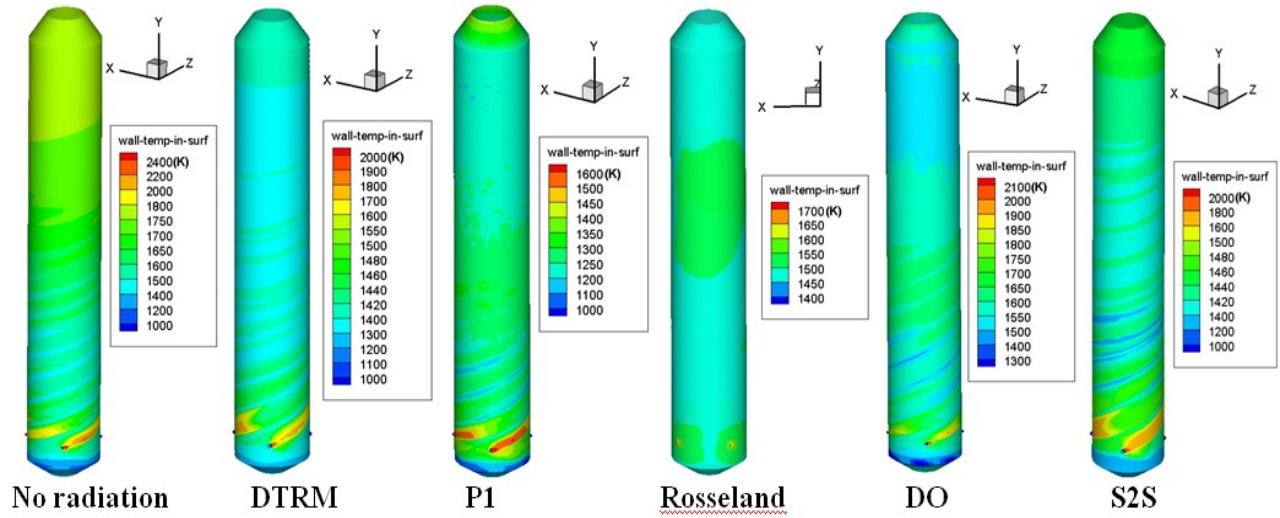 Y
X
Z
wall-temp-in-surf
2400(K)
2200
2000
1800
1750
1700
1650
1600
1500
1400
1200
1000
No radiation
Y
X
Z
wall-temp-in-surf
2000(K)
1900
1800
1700
1600
1550
1500
1480
1460
1440
1420
1400
1300
1200
1100
1000
DTRM
Y
X
Z
wall-temp-in-surf
1600(K)
1500
1450
1400
1350
1300
1250
1200
1100
1000
P1
Y
Z
X
wall-temp-in-surf
1700(K)
1650
1600
1550
1500
1450
1400
Rosseland
Y
X
Z
wall-temp-in-surf
2100(K)
2000
1900
1850
1800
1750
1700
1650
1600
1550
1500
1400
1300
DO
Y
X
Z
wall-temp-in-surf
2000(K)
1800
1600
1500
1480
1460
1440
1420
1400
1200
1000
S2S